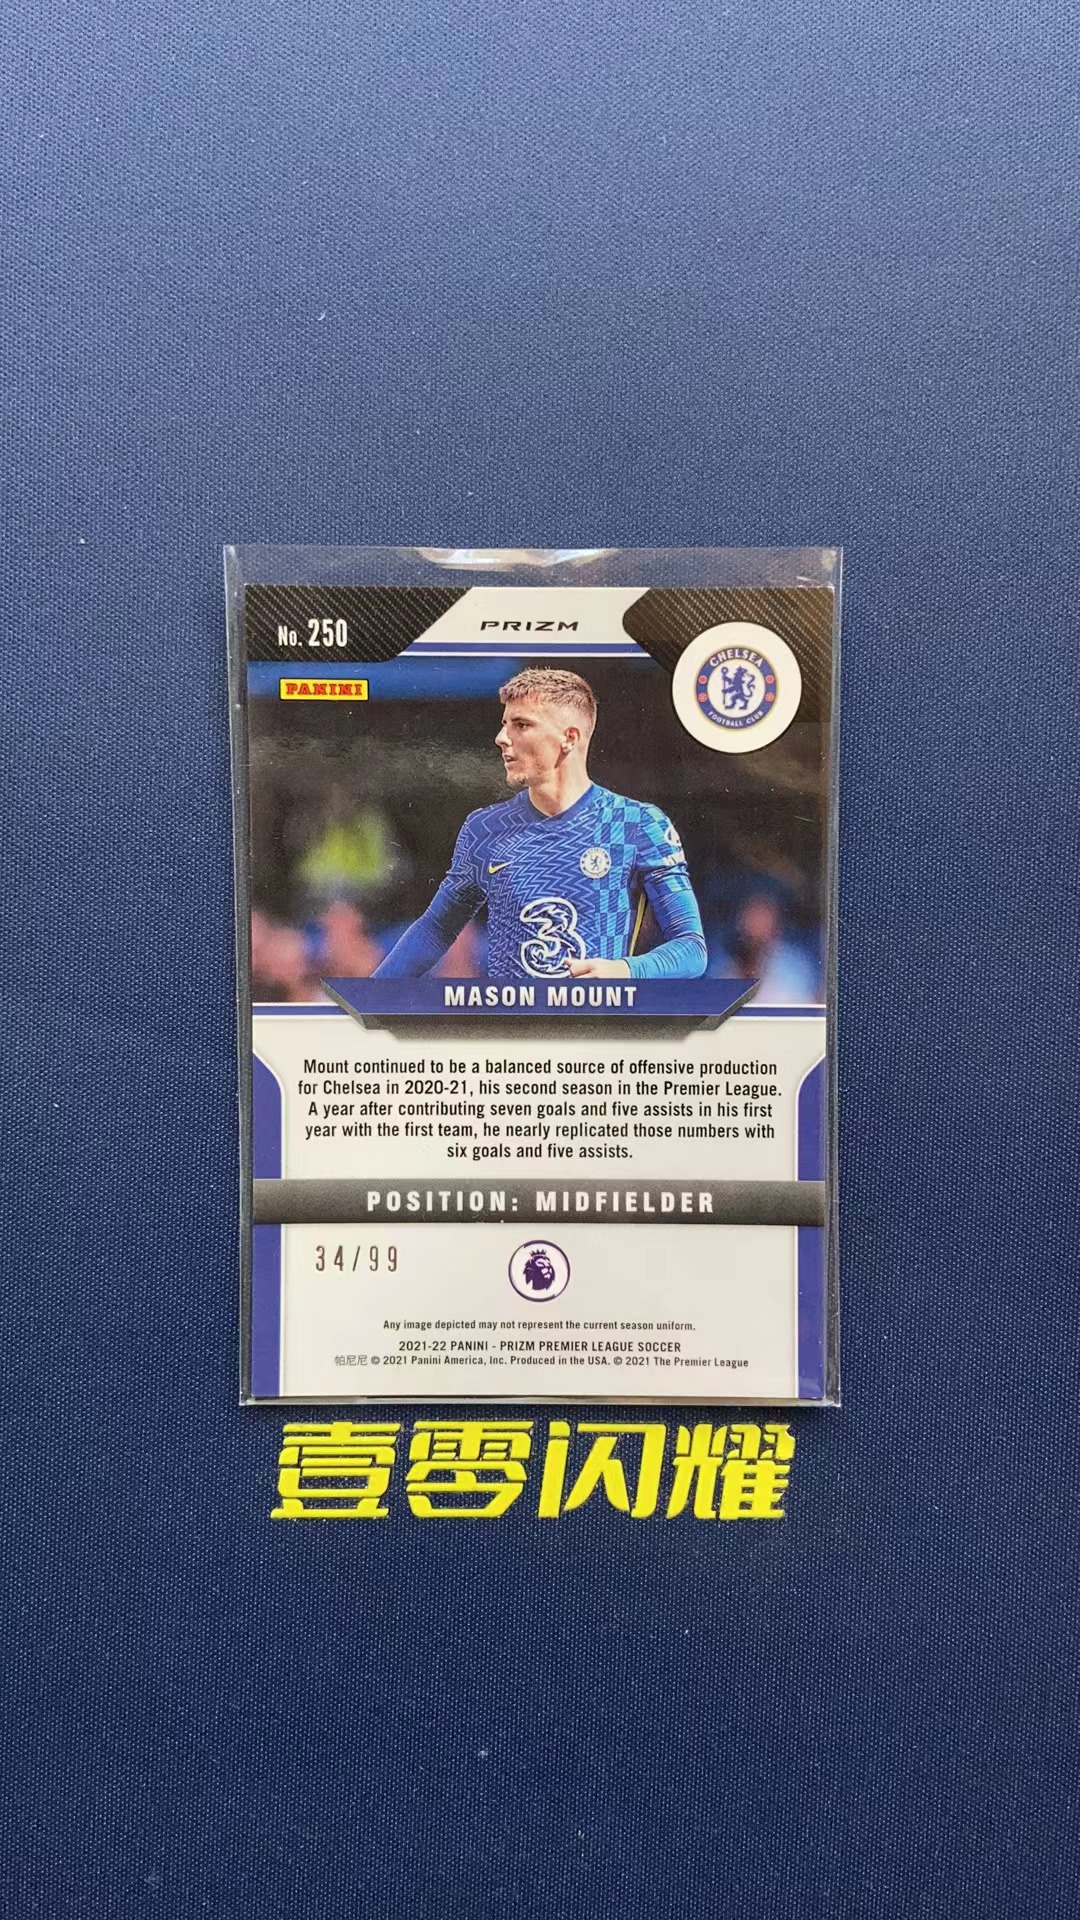 No. 250
PRIZM
CHELSEA
FOOTBALL CLUB
PANINI
3
MASON MOUNT
Mount continued to be a balanced source of offensive production
for Chelsea in 2020-21, his second season in the Premier League.
A year after contributing seven goals and five assists in his first
year with the first team, he nearly replicated those numbers with
six goals and five assists.
POSITION: MIDFIELDER
34/99
Any image depicted may not represent the current season uniform.
2021-22 PANINI - PRIZM PREMIER LEAGUE SOCCER
帕尼尼 © 2021 Panini America, Inc. Produced in the USA. © 2021 The Premier League
壹零闪耀